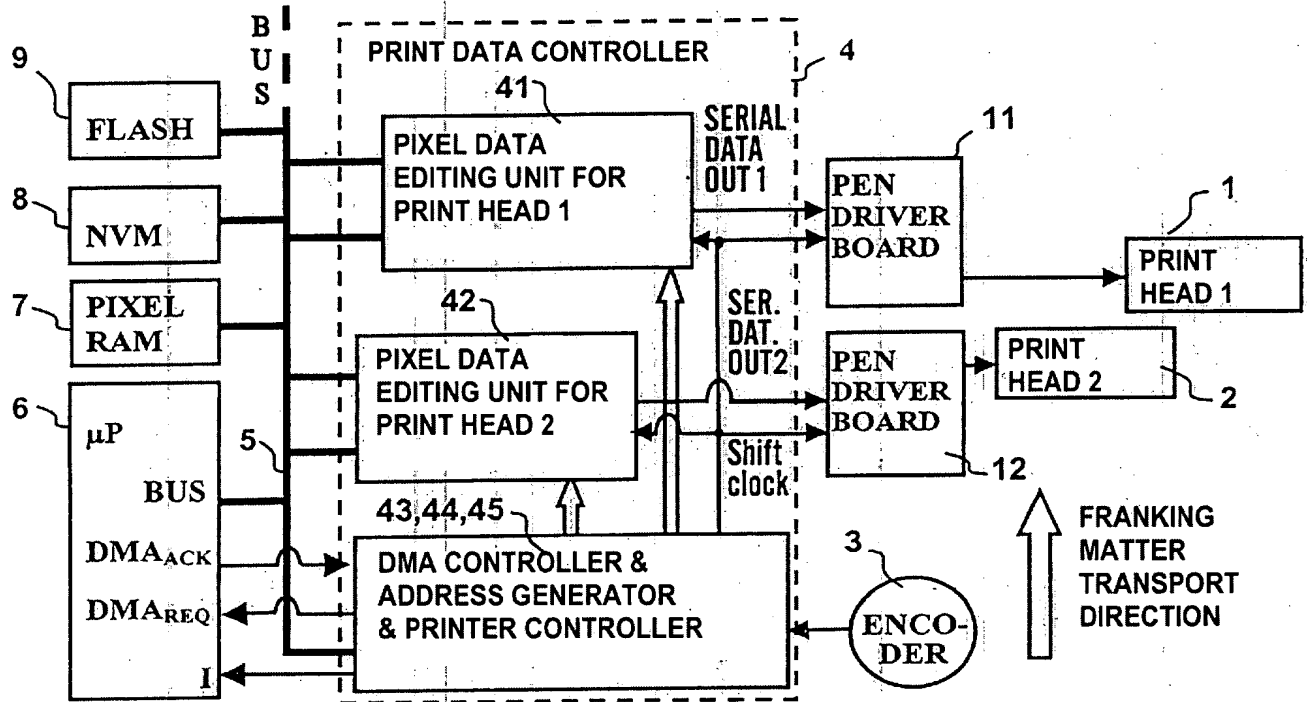 B
U
S
9
FLASH
8
NVM
7
PIXEL
RAM
6
µP
BUS
DMAACK
DMAREQ
I
5
PRINT DATA CONTROLLER
4
41
PIXEL DATA
EDITING UNIT FOR
PRINT HEAD 1
SERIAL
DATA
OUT 1
42
PIXEL DATA
EDITING UNIT FOR
PRINT HEAD 2
SER.
DAT.
OUT2
Shift
clock
43,44,45
DMA CONTROLLER &
ADDRESS GENERATOR
& PRINTER CONTROLLER
11
PEN
DRIVER
BOARD
1
PRINT
HEAD 1
PEN
DRIVER
BOARD
12
PRINT
HEAD 2
2
3
ENCO-
DER
FRANKING
MATTER
TRANSPORT
DIRECTION